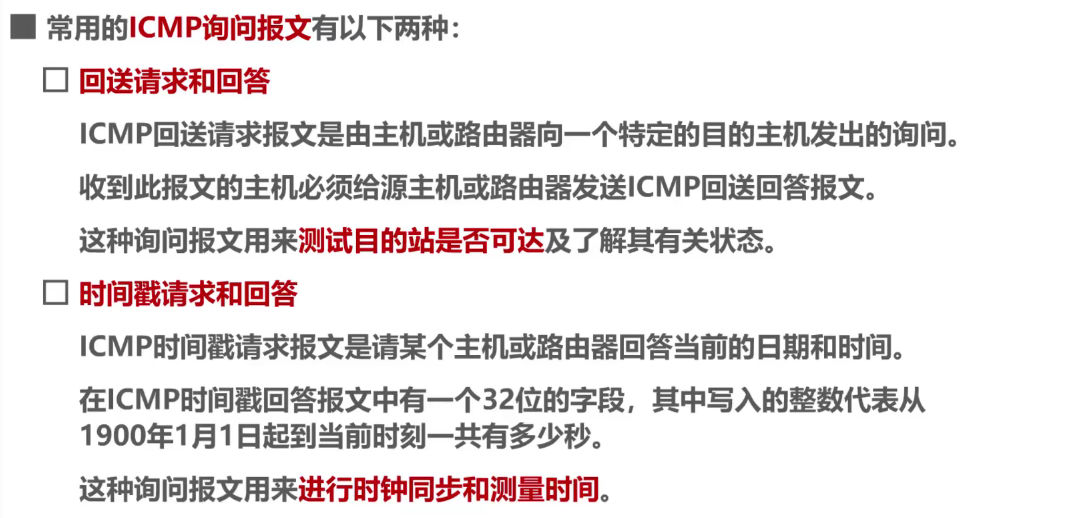 常用的ICMP询问报文有以下两种：
回送请求和回答
ICMP回送请求报文是由主机或路由器向一个特定的目的主机发出的询问。
收到此报文的主机必须给源主机或路由器发送ICMP回送回答报文。
这种询问报文用来测试目的站是否可达及了解其有关状态。
时间戳请求和回答
ICMP时间戳请求报文是请某个主机或路由器回答当前的日期和时间。
在ICMP时间戳回答报文中有一个32位的字段，其中写入的整数代表从
1900年1月1日起到当前时刻一共有多少秒。
这种询问报文用来进行时钟同步和测量时间。